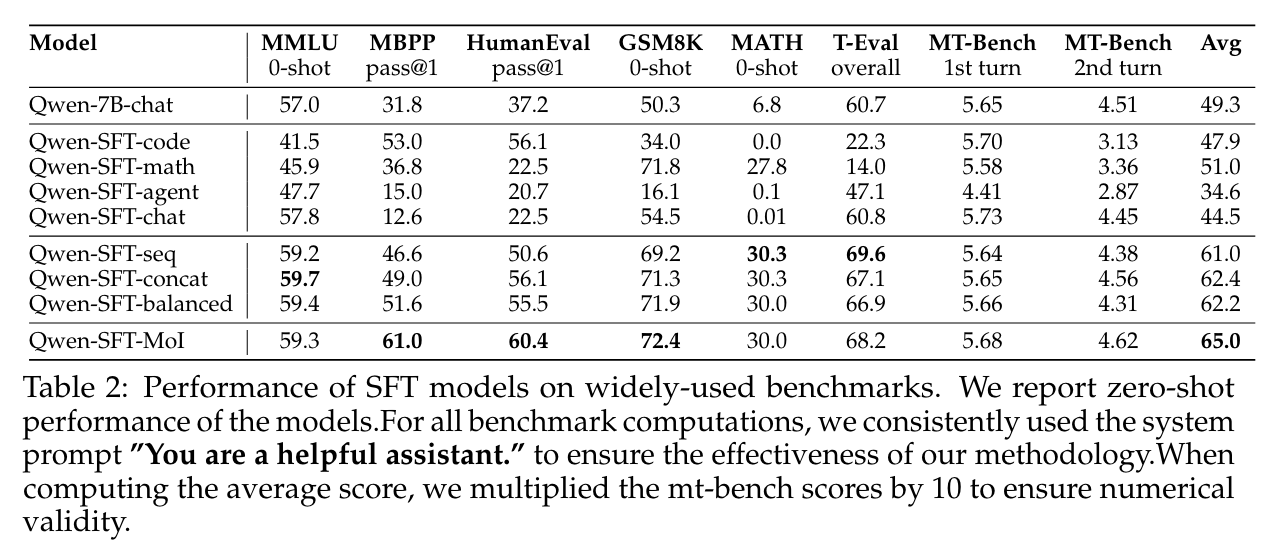 Model MMLU MBPP HumanEval GSM8K MATH T-Eval MT-Bench MT-Bench Avg
0-shot pass@1 pass@1 0-shot 0-shot overall 1st turn 2nd turn
Qwen-7B-chat 57.0 31.8 37.2 50.3 6.8 60.7 5.65 4.51 49.3
Qwen-SFT-code 41.5 53.0 56.1 34.0 0.0 22.3 5.70 3.13 47.9
Qwen-SFT-math 45.9 36.8 22.5 71.8 27.8 14.0 5.58 3.36 51.0
Qwen-SFT-agent 47.7 15.0 20.7 16.1 0.1 47.1 4.41 2.87 34.6
Qwen-SFT-chat 57.8 12.6 22.5 54.5 0.01 60.8 5.73 4.45 44.5
Qwen-SFT-seq 59.2 46.6 50.6 69.2 30.3 69.6 5.64 4.38 61.0
Qwen-SFT-concat 59.7 49.0 56.1 71.3 30.3 67.1 5.65 4.56 62.4
Qwen-SFT-balanced 59.4 51.6 55.5 71.9 30.0 66.9 5.66 4.31 62.2
Qwen-SFT-MoI 59.3 61.0 60.4 72.4 30.0 68.2 5.68 4.62 65.0
Table 2: Performance of SFT models on widely-used benchmarks. We report zero-shot
performance of the models.For all benchmark computations, we consistently used the system
prompt ”You are a helpful assistant.” to ensure the effectiveness of our methodology.When
computing the average score, we multiplied the mt-bench scores by 10 to ensure numerical
validity.